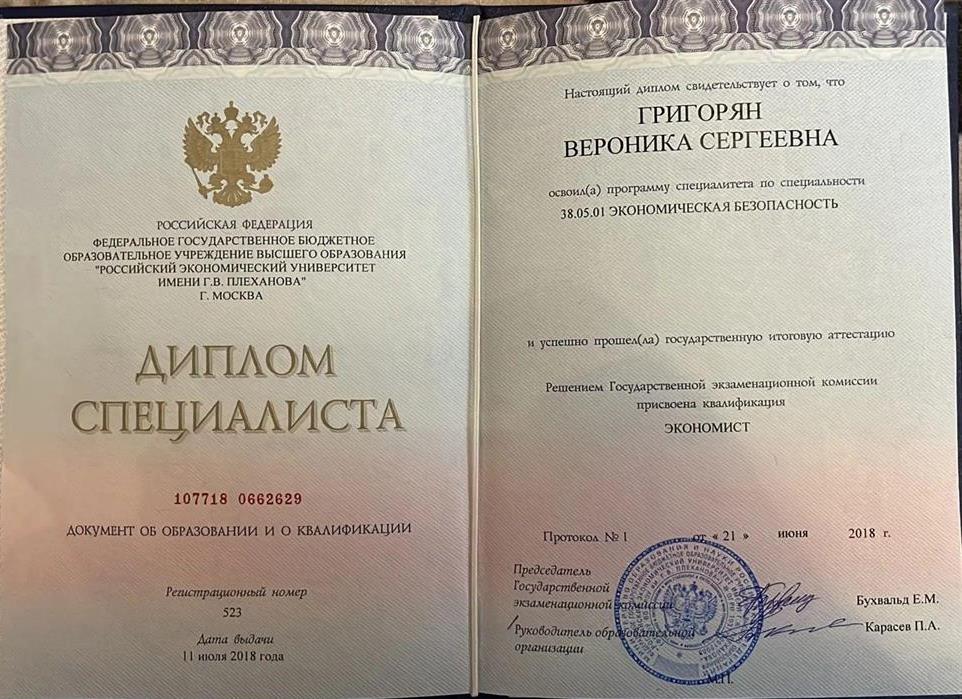 РОССИЙСКАЯ ФЕДЕРАЦИЯ
ФЕДЕРАЛЬНОЕ ГОСУДАРСТВЕННОЕ БЮДЖЕТНОЕ
ОБРАЗОВАТЕЛЬНОЕ УЧРЕЖДЕНИЕ ВЫСШЕГО ОБРАЗОВАНИЯ
"РОССИЙСКИЙ ЭКОНОМИЧЕСКИЙ УНИВЕРСИТЕТ
ИМЕНИ Г.В. ПЛЕХАНОВА"
Г. МОСКВА
ДИПЛОМ
СПЕЦИАЛИСТА
107718 0662629
ДОКУМЕНТ ОБ ОБРАЗОВАНИИ И О КВАЛИФИКАЦИИ
Регистрационный номер
523
Дата выдачи
11 июля 2018 года
Настоящий диплом свидетельствует о том, что
ГРИГОРЯН
ВЕРОНИКА СЕРГЕЕВНА
освоил(а) программу специалитета по специальности
38.05.01 ЭКОНОМИЧЕСКАЯ БЕЗОПАСНОСТЬ
и успешно прошел(ла) государственную итоговую аттестацию
Решением Государственной экзаменационной комиссии
присвоена квалификация
ЭКОНОМИСТ
Протокол № 1 от « 21 » июня 2018 г.
Председатель
Государственной
экзаменационной комиссии Бухвальд Е.М.
Руководитель образовательной Карасев П.А.
организации
М.П.